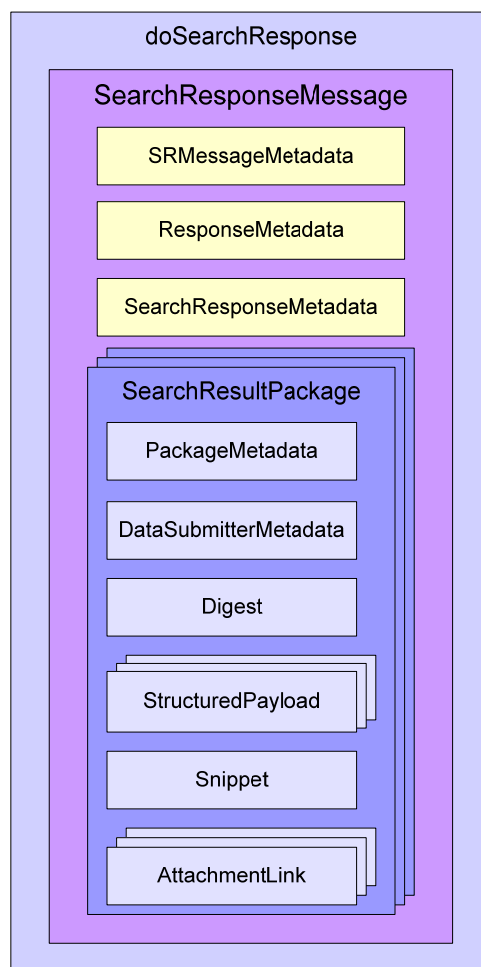 doSearchResponse
SearchResponseMessage
SRMessageMetadata
ResponseMetadata
SearchResponseMetadata
SearchResultPackage
PackageMetadata
DataSubmitterMetadata
Digest
StructuredPayload
Snippet
AttachmentLink